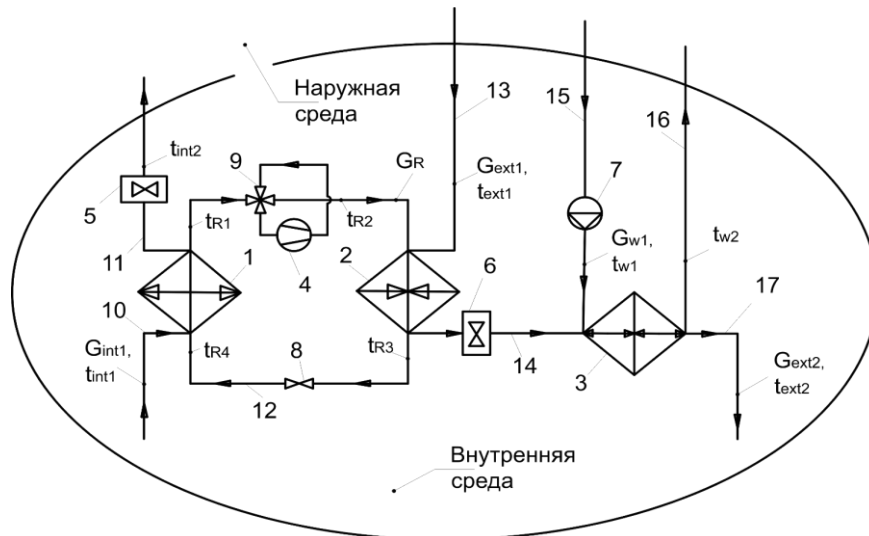 Наружная
среда
13
15
16
tint2
9
GR
Gext1,
text1
7
5
tR1
tR2
Gw1,
tw1
tw2
11
1
4
2
6
17
10
Gint1,
tint1
tR4
8
tR3
14
3
Gext2,
text2
12
Внутренняя
среда